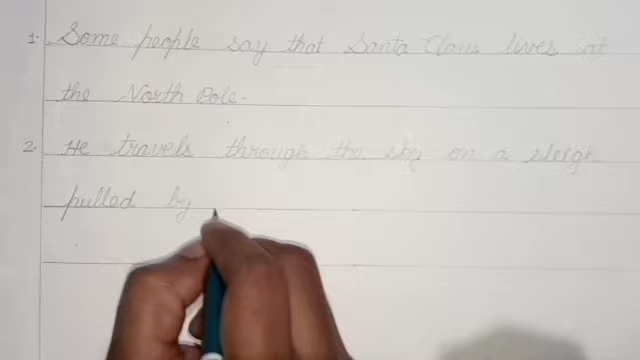 1. Some people say that Santa Claus lives at
the North Pole.
2. He travels through the sky on a sleigh
pulled by